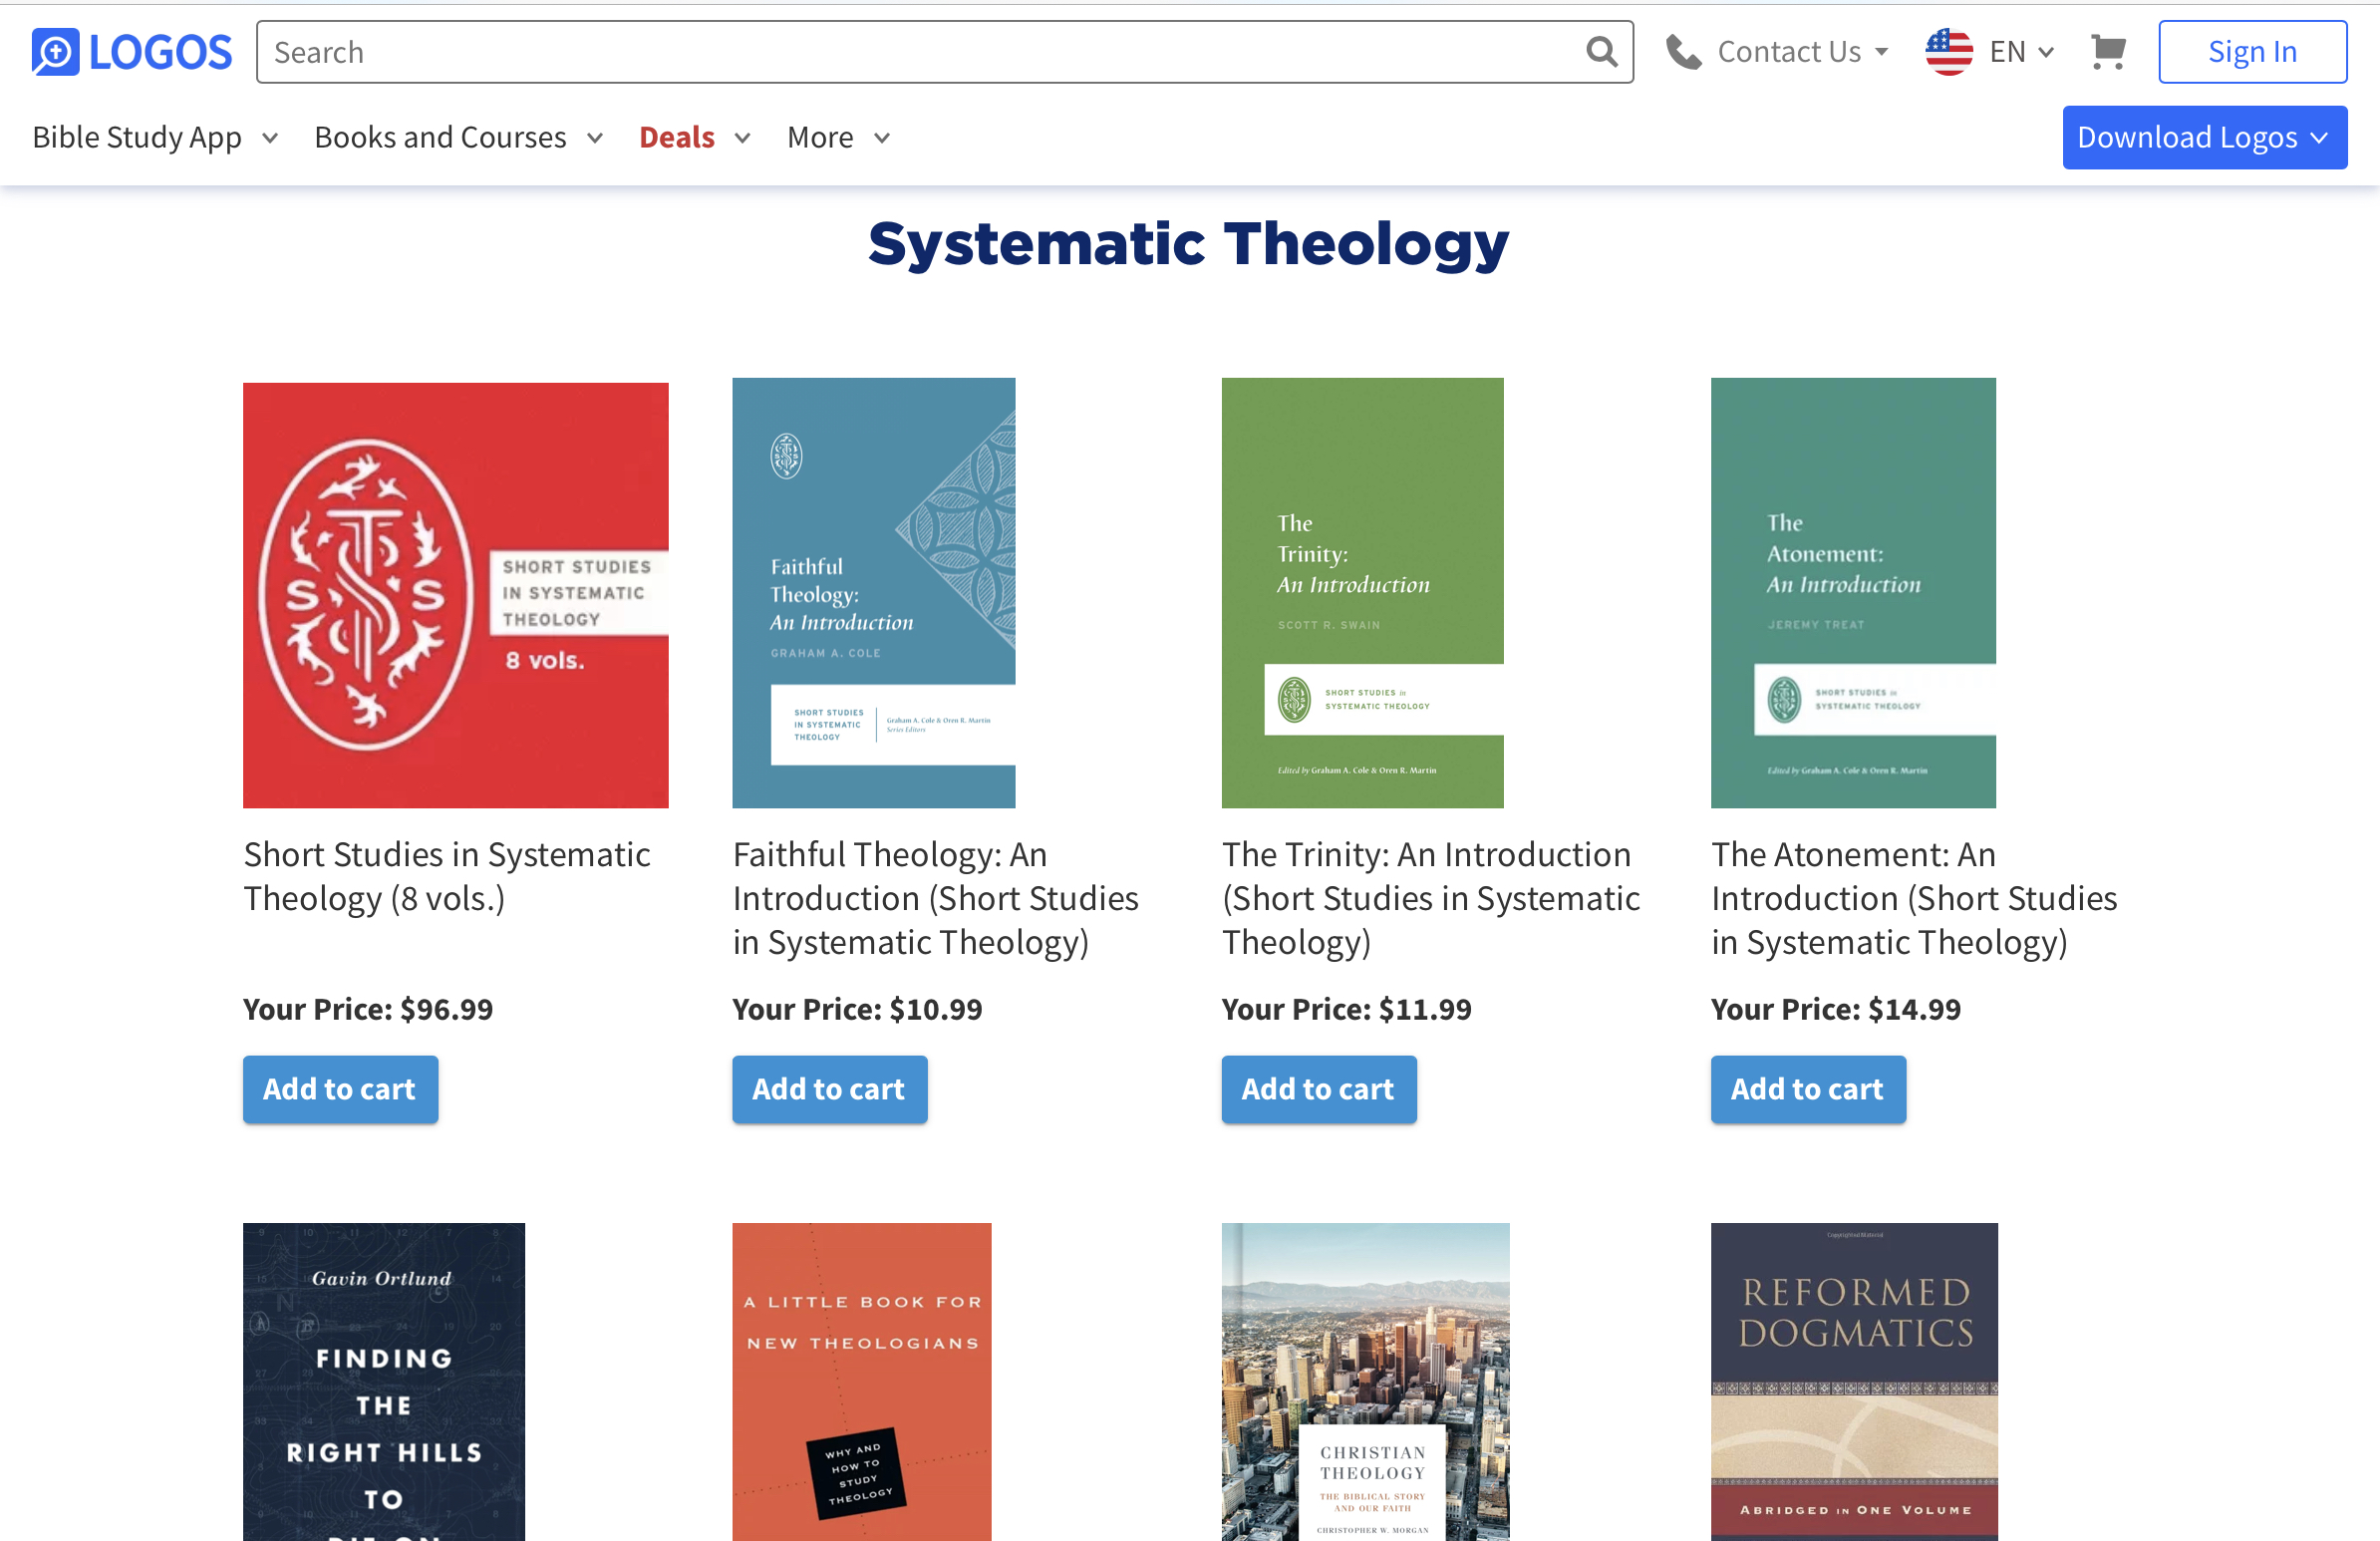 LOGOS
Search
Contact Us
EN
Sign In
Bible Study App
Books and Courses
Deals
More
Download Logos
Systematic Theology
S T S
SHORT STUDIES
IN SYSTEMATIC
THEOLOGY
8 vols.
Short Studies in Systematic
Theology (8 vols.)
Your Price: $96.99
Add to cart
Faithful
Theology:
An Introduction
GRAHAM A. COLE
SHORT STUDIES
IN SYSTEMATIC
THEOLOGY
Graham A. Cole & Oren R. Martin
Series Editors
Faithful Theology: An
Introduction (Short Studies
in Systematic Theology)
Your Price: $10.99
Add to cart
The
Trinity:
An Introduction
SCOTT R. SWAIN
SHORT STUDIES in
SYSTEMATIC THEOLOGY
Edited by Graham A. Cole & Oren R. Martin
The Trinity: An Introduction
(Short Studies in Systematic
Theology)
Your Price: $11.99
Add to cart
The
Atonement:
An Introduction
JEREMY TREAT
SHORT STUDIES in
SYSTEMATIC THEOLOGY
Edited by Graham A. Cole & Oren R. Martin
The Atonement: An
Introduction (Short Studies
in Systematic Theology)
Your Price: $14.99
Add to cart
Gavin Ortlund
FINDING
THE
RIGHT HILLS
TO
DIE ON
A LITTLE BOOK FOR
NEW THEOLOGIANS
WHY AND
HOW TO
STUDY
THEOLOGY
CHRISTIAN
THEOLOGY
THE BIBLICAL STORY
AND OUR FAITH
CHRISTOPHER W. MORGAN
Copyrighted Material
REFORMED
DOGMATICS
ABRIDGED IN ONE VOLUME